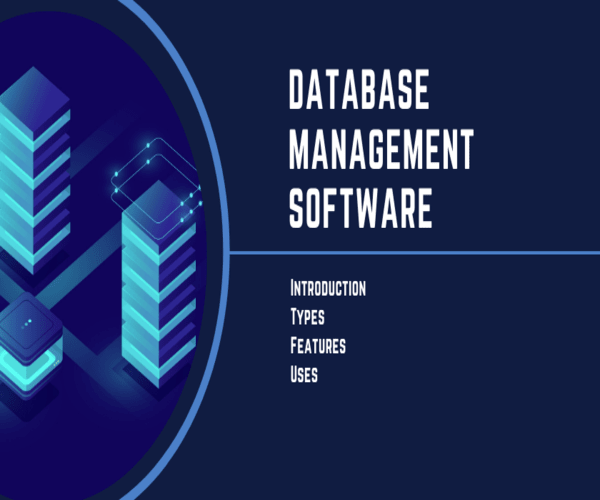 DATABASE
MANAGEMENT
SOFTWARE
Introduction
Types
Features
Uses